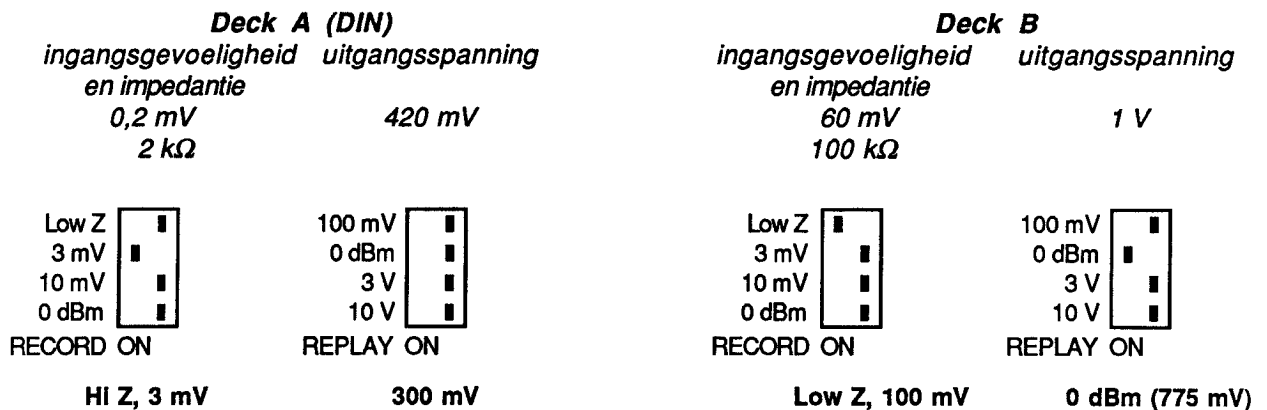 Deck A (DIN)
ingangsgevoeligheid uitgangsspanning
en impedantie
0,2 mV 420 mV
2 kΩ
Low Z
3 mV
10 mV
0 dBm
RECORD ON
Hi Z, 3 mV
100 mV
0 dBm
3 V
10 V
REPLAY ON
300 mV
Deck B
ingangsgevoeligheid uitgangsspanning
en impedantie
60 mV 1 V
100 kΩ
Low Z
3 mV
10 mV
0 dBm
RECORD ON
Low Z, 100 mV
100 mV
0 dBm
3 V
10 V
REPLAY ON
0 dBm (775 mV)